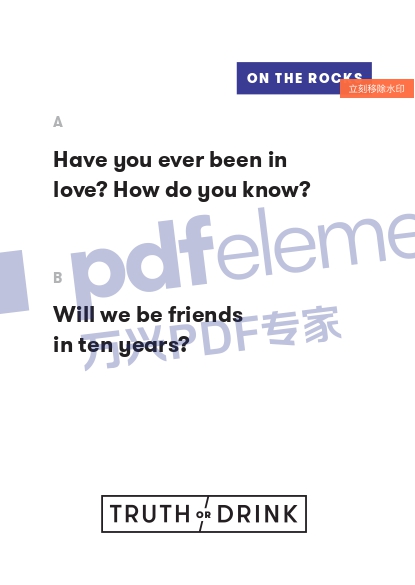 ON THE ROCKS
立刻移除水印
A
Have you ever been in
love? How do you know?
pdfeleme
B
Will we be friends
in ten years?
万兴PDF专家
TRUTH OR DRINK